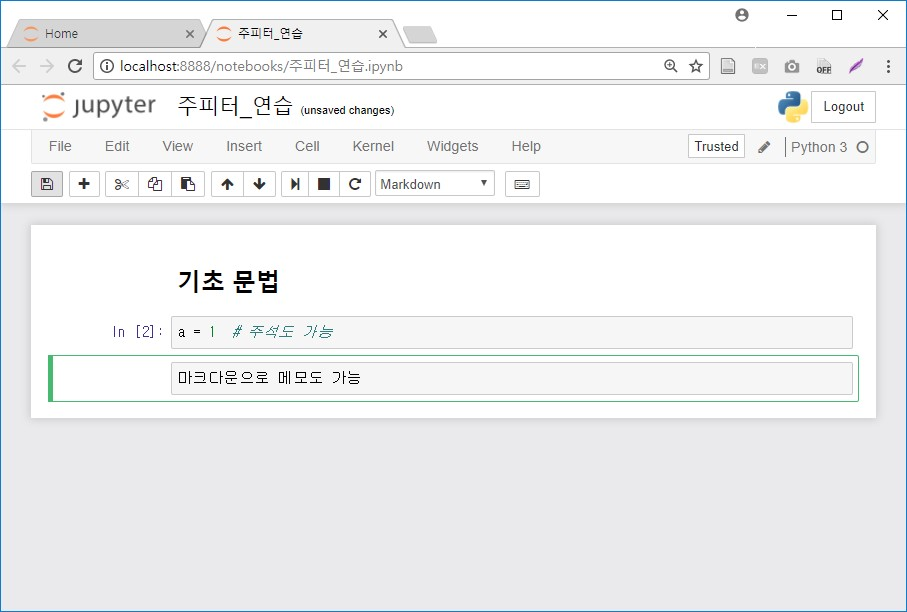 Home
주피터_연습
localhost:8888/notebooks/주피터_연습.ipynb
OFF
jupyter 주피터_연습 (unsaved changes)
Logout
File Edit View Insert Cell Kernel Widgets Help
Trusted
Python 3
Markdown
기초 문법
In [2]: a = 1 # 주석도 가능
마크다운으로 메모도 가능